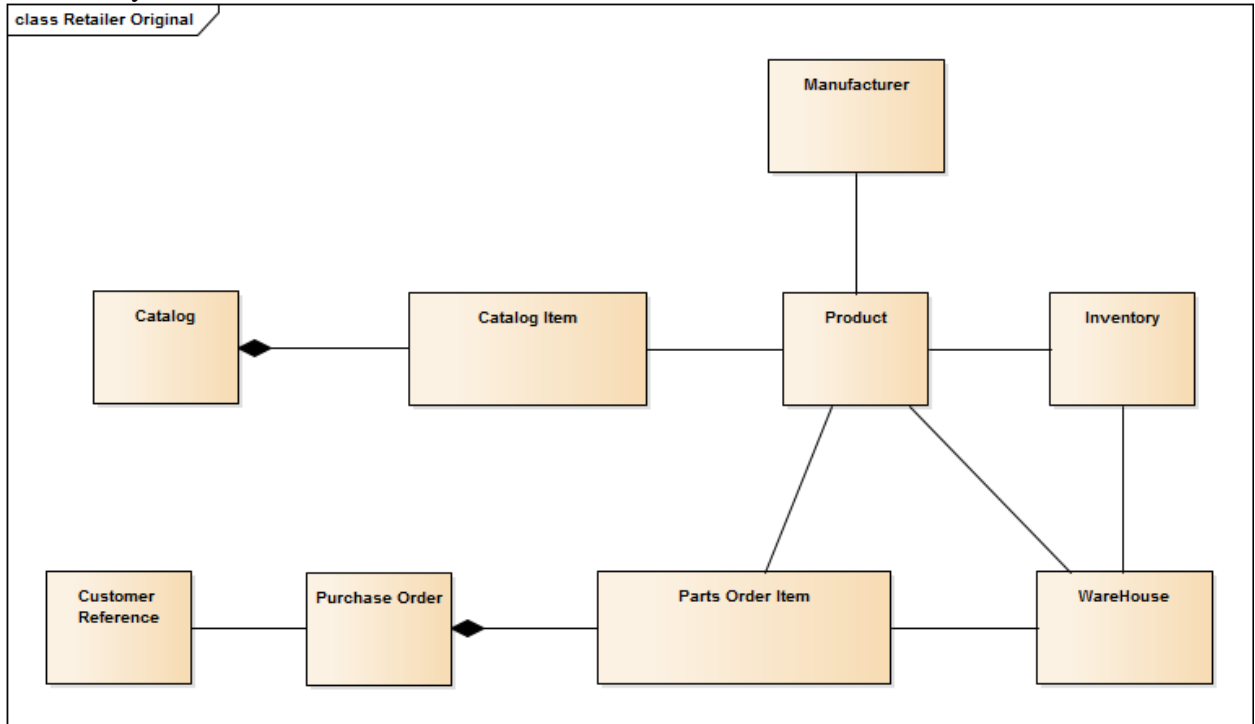 class Retailer Original
Manufacturer
Catalog
Catalog Item
Product
Inventory
Customer
Reference
Purchase Order
Parts Order Item
WareHouse